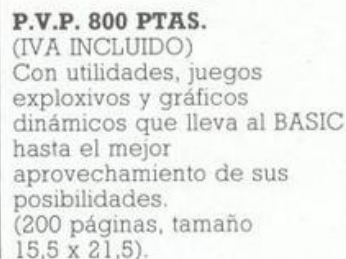 P.V.P. 800 PTAS.
(IVA INCLUIDO)
Con utilidades, juegos
exploxivos y gráficos
dinámicos que lleva al BASIC
hasta el mejor
aprovechamiento de sus
posibilidades.
(200 páginas, tamaño
15,5 x 21,5).